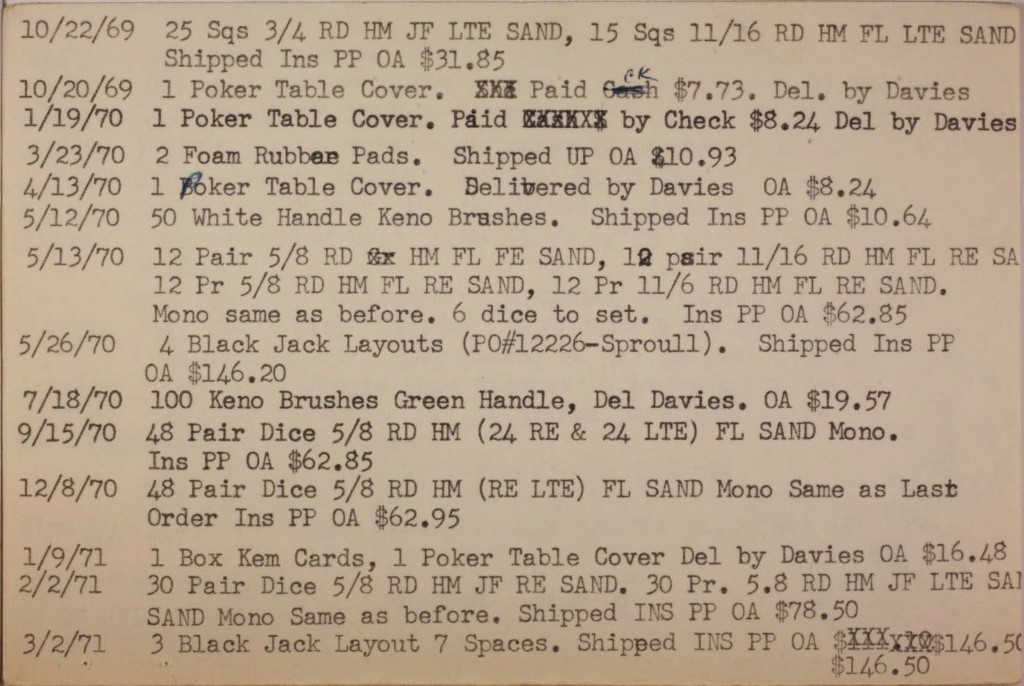 10/22/69 25 Sqs 3/4 RD HM JF LTE SAND, 15 Sqs 11/16 RD HM FL LTE SAND
Shipped Ins PP OA $31.85
10/20/69 1 Poker Table Cover. XXX Paid Cash CK $7.73. Del. by Davies
1/19/70 1 Poker Table Cover. Paid XXXXXX by Check $8.24 Del by Davies
3/23/70 2 Foam Rubber Pads. Shipped UP OA $10.93
4/13/70 1 Poker Table Cover. Delivered by Davies OA $8.24
5/12/70 50 White Handle Keno Brushes. Shipped Ins PP OA $10.64
5/13/70 12 Pair 5/8 RD HM FL FE SAND, 12 pair 11/16 RD HM FL RE SA
12 Pr 5/8 RD HM FL RE SAND, 12 Pr 11/6 RD HM FL RE SAND.
Mono same as before. 6 dice to set. Ins PP OA $62.85
5/26/70 4 Black Jack Layouts (PO#12226-Sproull). Shipped Ins PP
OA $146.20
7/18/70 100 Keno Brushes Green Handle, Del Davies. OA $19.57
9/15/70 48 Pair Dice 5/8 RD HM (24 RE & 24 LTE) FL SAND Mono.
Ins PP OA $62.85
12/8/70 48 Pair Dice 5/8 RD HM (RE LTE) FL SAND Mono Same as Last
Order Ins PP OA $62.95
1/9/71 1 Box Kem Cards, 1 Poker Table Cover Del by Davies OA $16.48
2/2/71 30 Pair Dice 5/8 RD HM JF RE SAND. 30 Pr. 5.8 RD HM JF LTE SAN
SAND Mono Same as before. Shipped INS PP OA $78.50
3/2/71 3 Black Jack Layout 7 Spaces. Shipped INS PP OA $146.50
$146.50